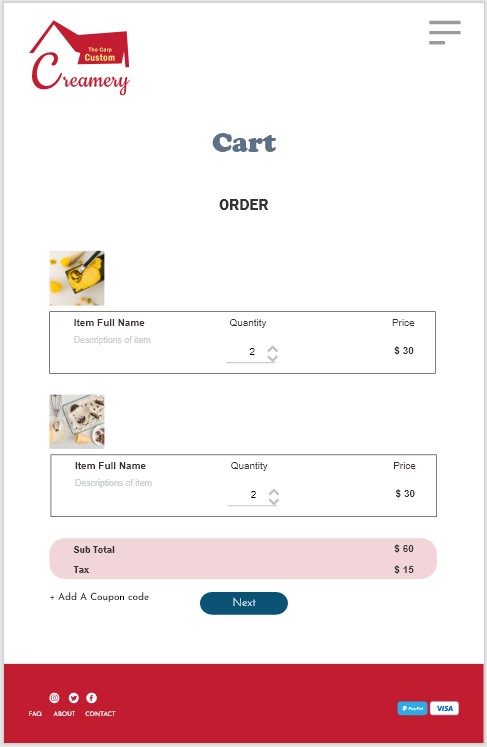 The Carp
Custom
Creamery
Cart
ORDER
Item Full Name Quantity Price
Descriptions of item
2 $ 30
Item Full Name Quantity Price
Descriptions of item
2 $ 30
Sub Total $ 60
Tax $ 15
+ Add A Coupon code
Next
FAQ ABOUT CONTACT
PayPal VISA